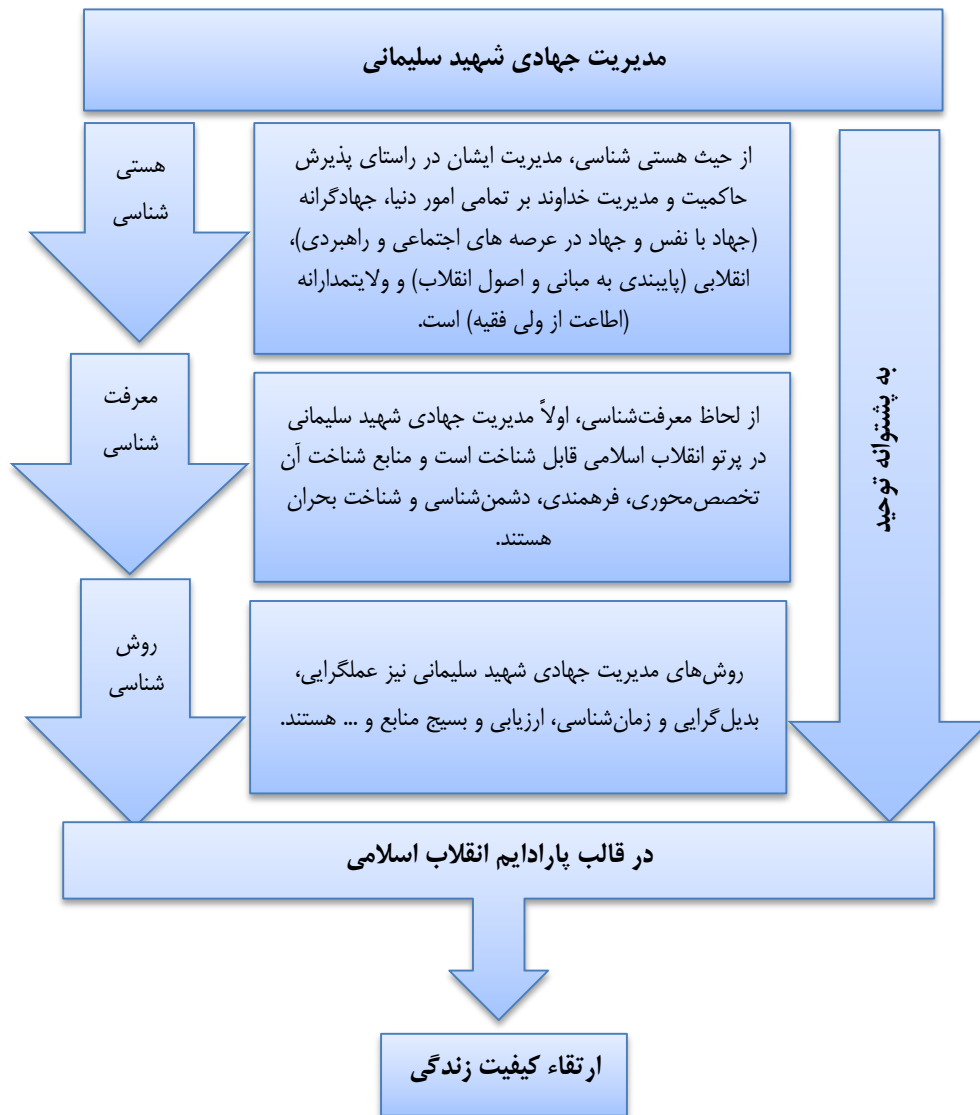 مدیریت جهادی شهید سلیمانی
هستی
شناسی
از حیث هستی شناسی، مدیریت ایشان در راستای پذیرش
حاکمیت و مدیریت خداوند بر تمامی امور دنیا، جهادگرانه
(جهاد با نفس و جهاد در عرصه های اجتماعی و راهبردی)،
انقلابی (پایبندی به مبانی و اصول انقلاب) و ولایتمدارانه
(اطاعت از ولی فقیه) است.
معرفت
شناسی
از لحاظ معرفت‌شناسی، اولاً مدیریت جهادی شهید سلیمانی
در پرتو انقلاب اسلامی قابل شناخت است و منابع شناخت آن
تخصص‌محوری، فرهمندی، دشمن‌شناسی و شناخت بحران
هستند.
روش
شناسی
روش‌های مدیریت جهادی شهید سلیمانی نیز عملگرایی،
بدیل‌گرایی و زمان‌شناسی، ارزیابی و بسیج منابع و ... هستند.
به پشتوانه توحید
در قالب پارادایم انقلاب اسلامی
ارتقاء کیفیت زندگی